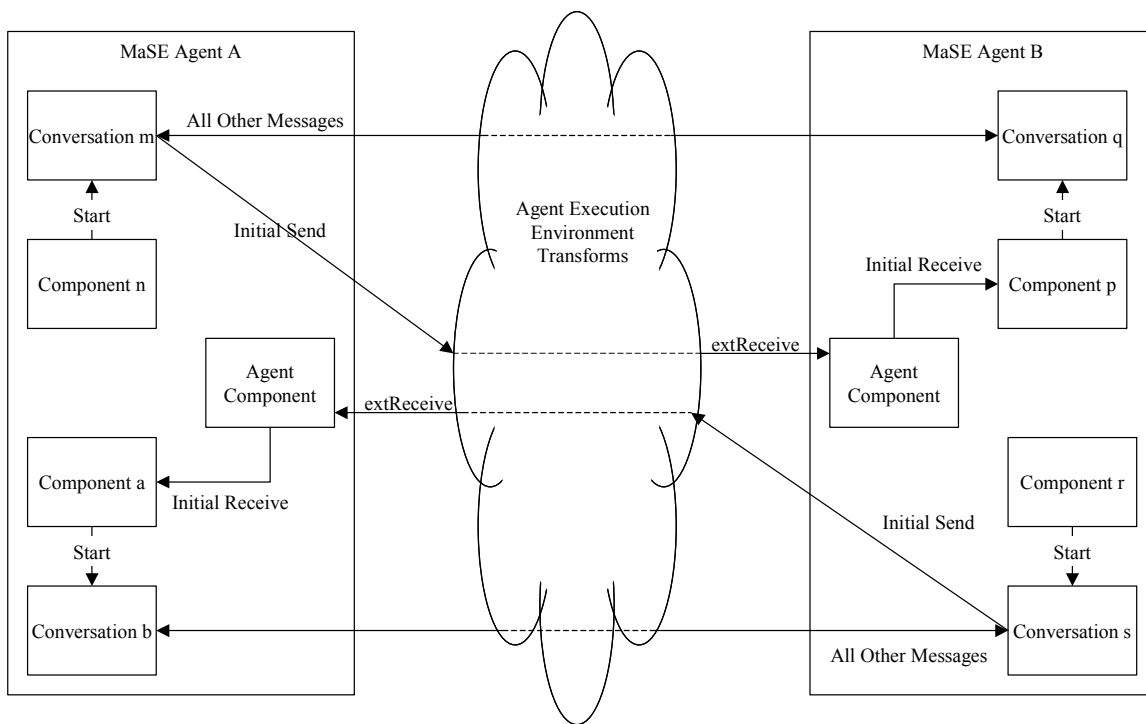 MaSE Agent A
MaSE Agent B
All Other Messages
Conversation m
Conversation q
Start
Initial Send
Agent Execution
Environment
Transforms
Start
Initial Receive
Component n
Component p
extReceive
Agent
Component
Agent
Component
extReceive
Component a
Initial Receive
Component r
Initial Send
Start
Start
Conversation b
Conversation s
All Other Messages